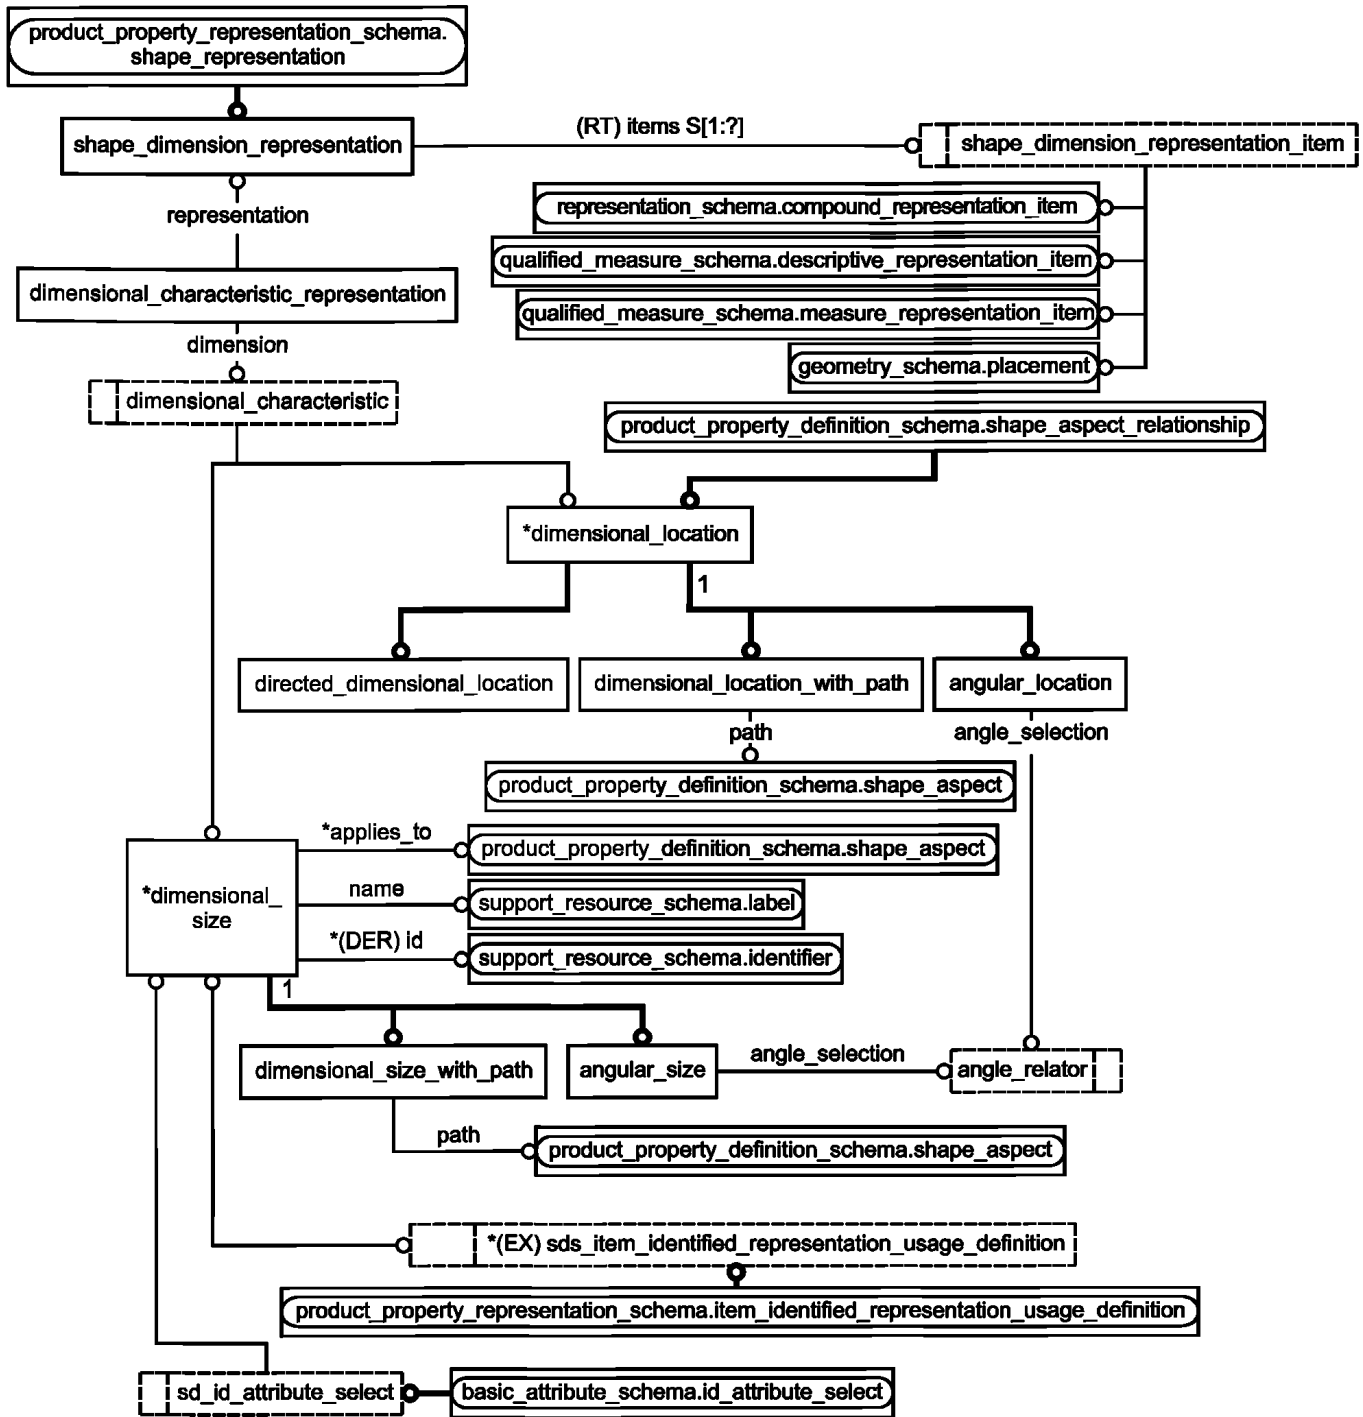 product_property_representation_schema.
shape_representation
shape_dimension_representation
(RT) items S[1:?]
shape_dimension_representation_item
representation
representation_schema.compound_representation_item
qualified_measure_schema.descriptive_representation_item
dimensional_characteristic_representation
qualified_measure_schema.measure_representation_item
dimension
geometry_schema.placement
dimensional_characteristic
product_property_definition_schema.shape_aspect_relationship
*dimensional_location
1
directed_dimensional_location
dimensional_location_with_path
angular_location
path
angle_selection
product_property_definition_schema.shape_aspect
*applies_to
product_property_definition_schema.shape_aspect
*dimensional_
size
name
support_resource_schema.label
*(DER) id
support_resource_schema.identifier
1
dimensional_size_with_path
angular_size
angle_selection
angle_relator
path
product_property_definition_schema.shape_aspect
*(EX) sds_item_identified_representation_usage_definition
product_property_representation_schema.item_identified_representation_usage_definition
sd_id_attribute_select
basic_attribute_schema.id_attribute_select